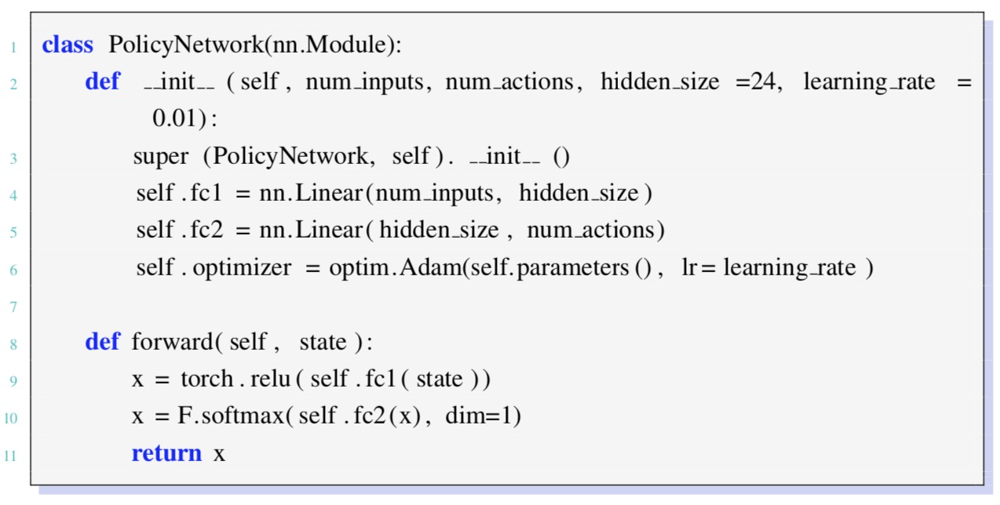 1 class PolicyNetwork(nn.Module):
2 def __init__ (self, num_inputs, num_actions, hidden_size =24, learning_rate =
0.01):
3 super (PolicyNetwork, self). __init__ ()
4 self.fc1 = nn.Linear(num_inputs, hidden_size)
5 self.fc2 = nn.Linear(hidden_size, num_actions)
6 self.optimizer = optim.Adam(self.parameters(), lr=learning_rate)
7
8 def forward(self, state):
9 x = torch.relu(self.fc1(state))
10 x = F.softmax(self.fc2(x), dim=1)
11 return x